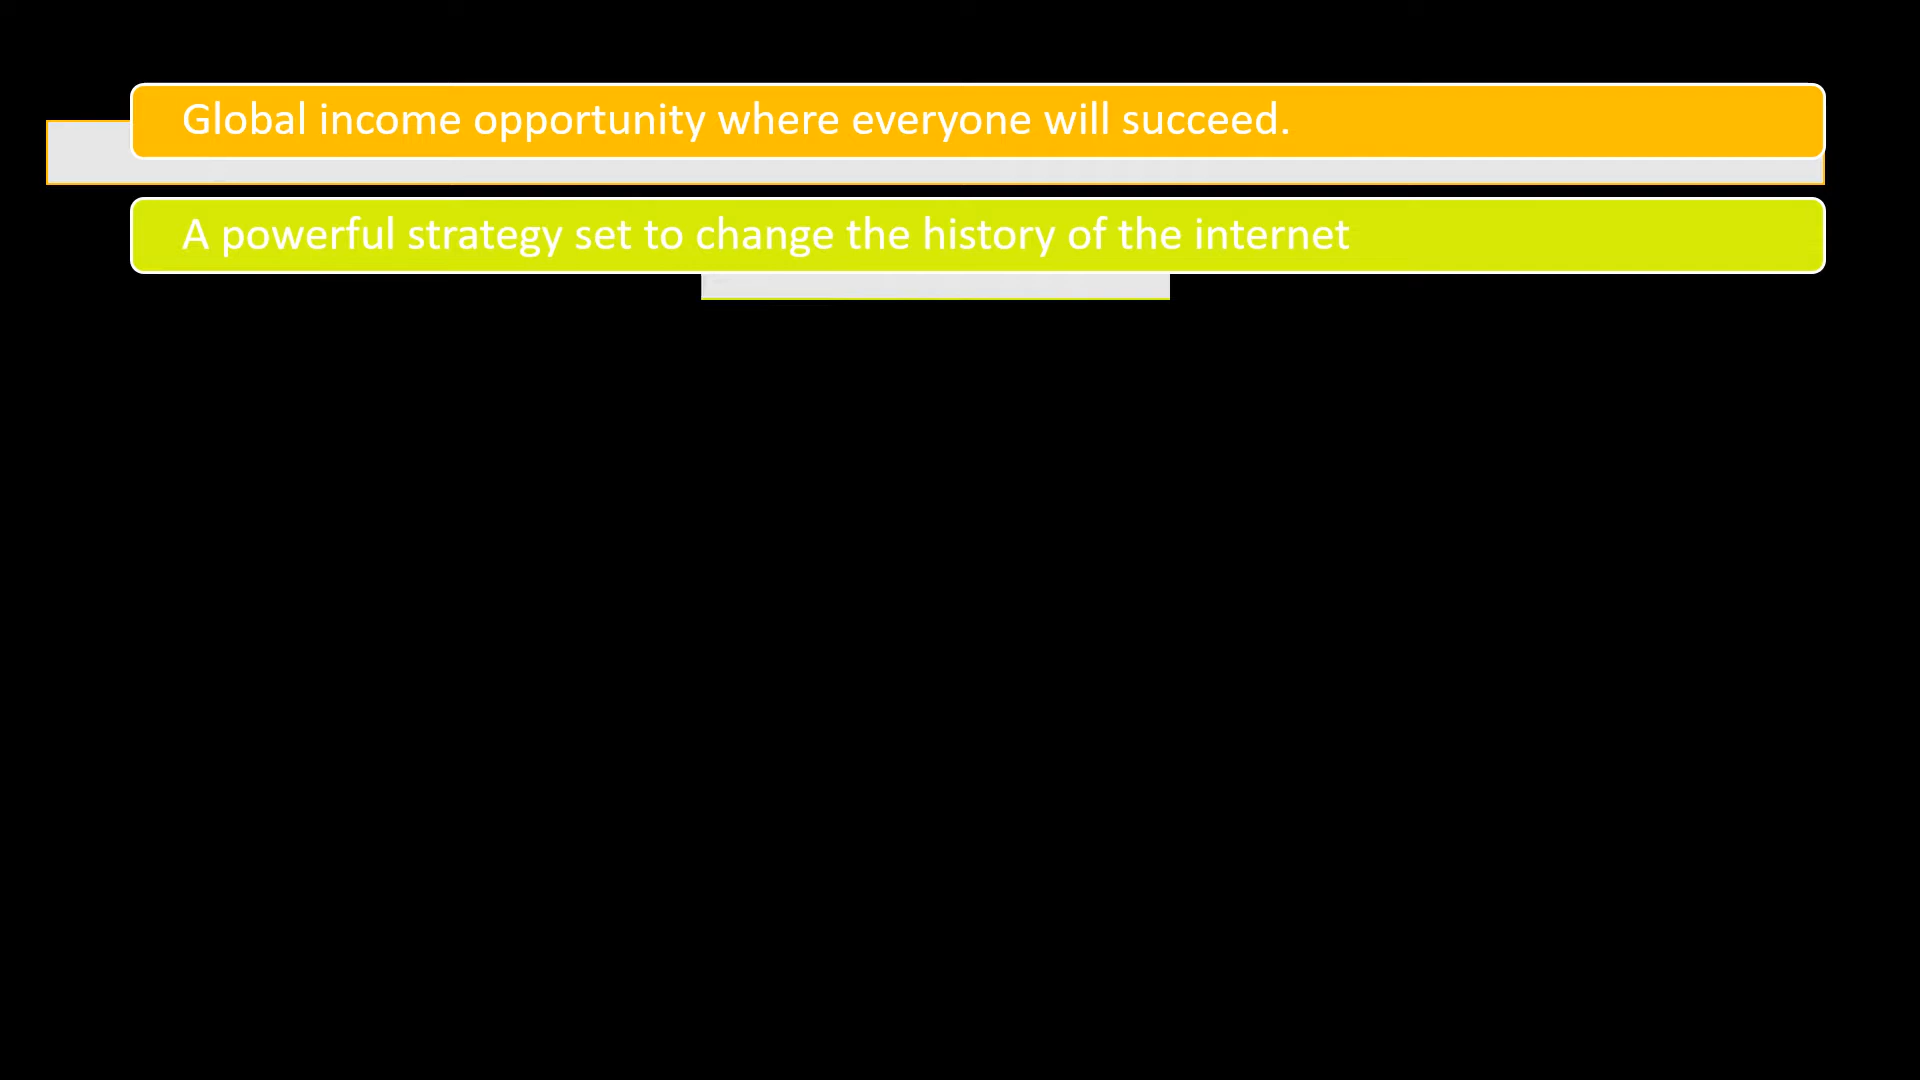 Global income opportunity where everyone will succeed.
A powerful strategy set to change the history of the internet